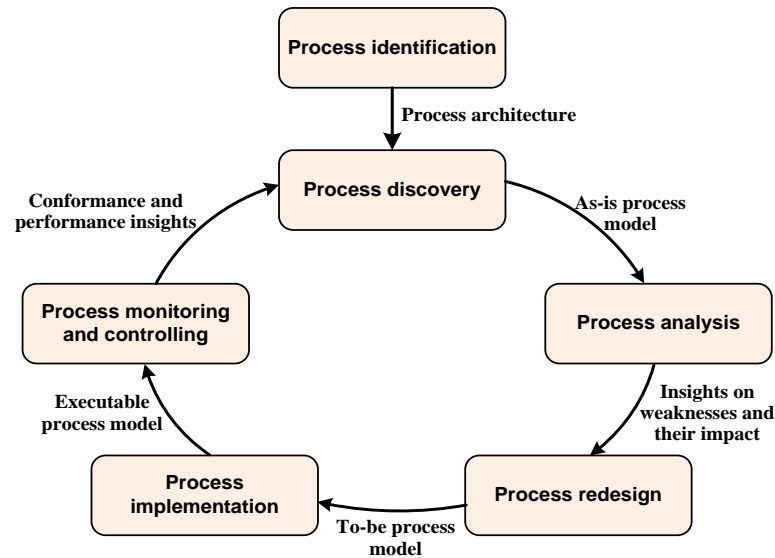 Process identification
Process architecture
Process discovery
Conformance and
performance insights
As-is process
model
Process monitoring
and controlling
Process analysis
Executable
process model
Insights on
weaknesses and
their impact
Process
implementation
Process redesign
To-be process
model